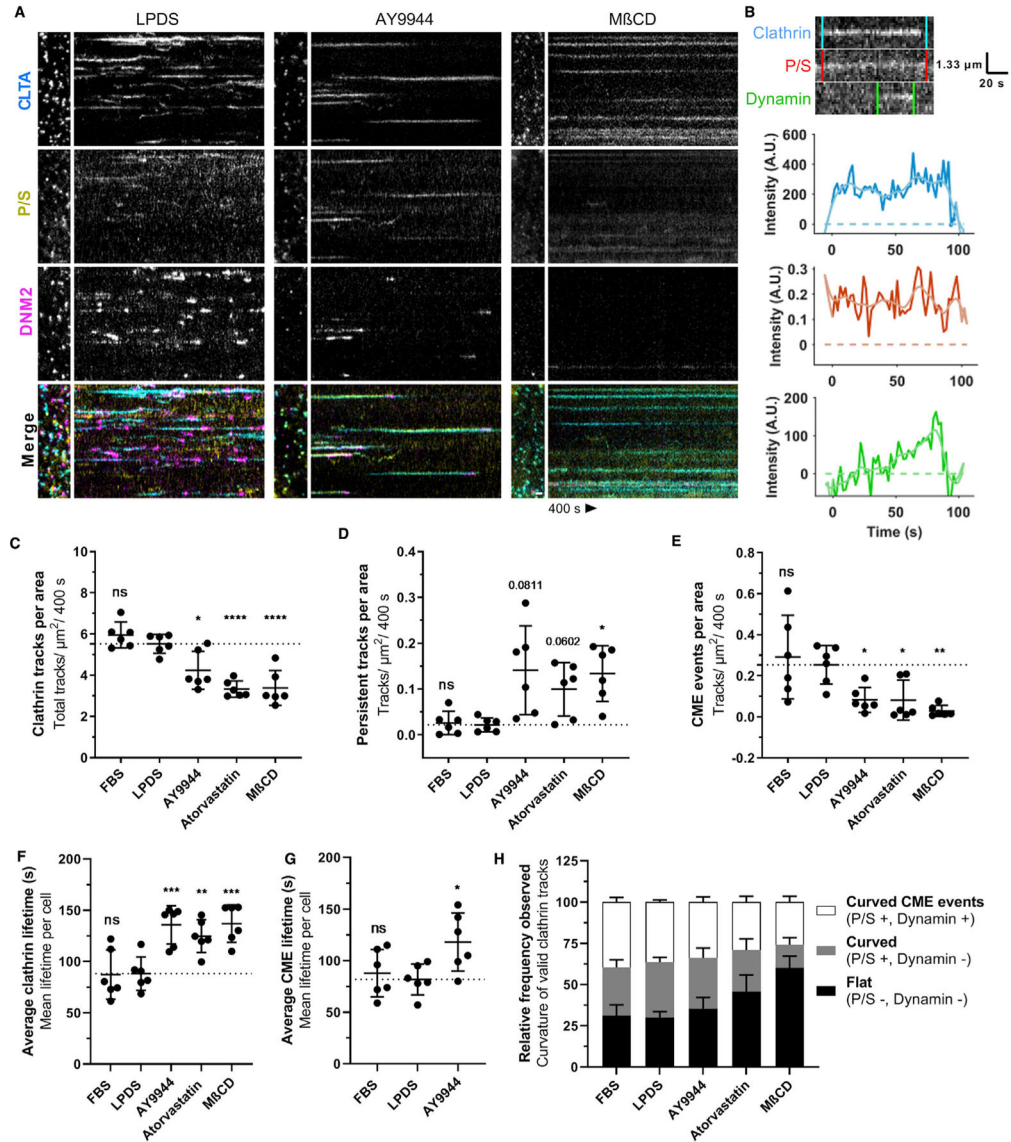 A
LPDS
AY9944
MßCD
CLTA
P/S
DNM2
Merge
400 s ►
B
Clathrin
P/S
Dynamin
1.33 µm
20 s
Intensity (A.U.)
600
400
200
0
0
50
100
Intensity (A.U.)
0.3
0.2
0.1
0
0
50
100
Intensity (A.U.)
200
100
0
0
50
100
Time (s)
C
Clathrin tracks per area
Total tracks/ µm²/ 400 s
10
8
6
4
2
0
ns
*
****
****
FBS
LPDS
AY9944
Atorvastatin
MßCD
D
Persistent tracks per area
Tracks/ µm²/ 400 s
0.4
0.3
0.2
0.1
0.0
ns
0.0811
0.0602
*
FBS
LPDS
AY9944
Atorvastatin
MßCD
E
CME events per area
Tracks/ µm²/ 400 s
0.8
0.6
0.4
0.2
0.0
-0.2
ns
*
*
**
FBS
LPDS
AY9944
Atorvastatin
MßCD
F
Average clathrin lifetime (s)
Mean lifetime per cell
200
150
100
50
0
ns
***
**
***
FBS
LPDS
AY9944
Atorvastatin
MßCD
G
Average CME lifetime (s)
Mean lifetime per cell
200
150
100
50
0
ns
*
FBS
LPDS
AY9944
H
Relative frequency observed
Curvature of valid clathrin tracks
125
100
75
50
25
0
FBS
LPDS
AY9944
Atorvastatin
MßCD
Curved CME events
(P/S +, Dynamin +)
Curved
(P/S +, Dynamin -)
Flat
(P/S -, Dynamin -)